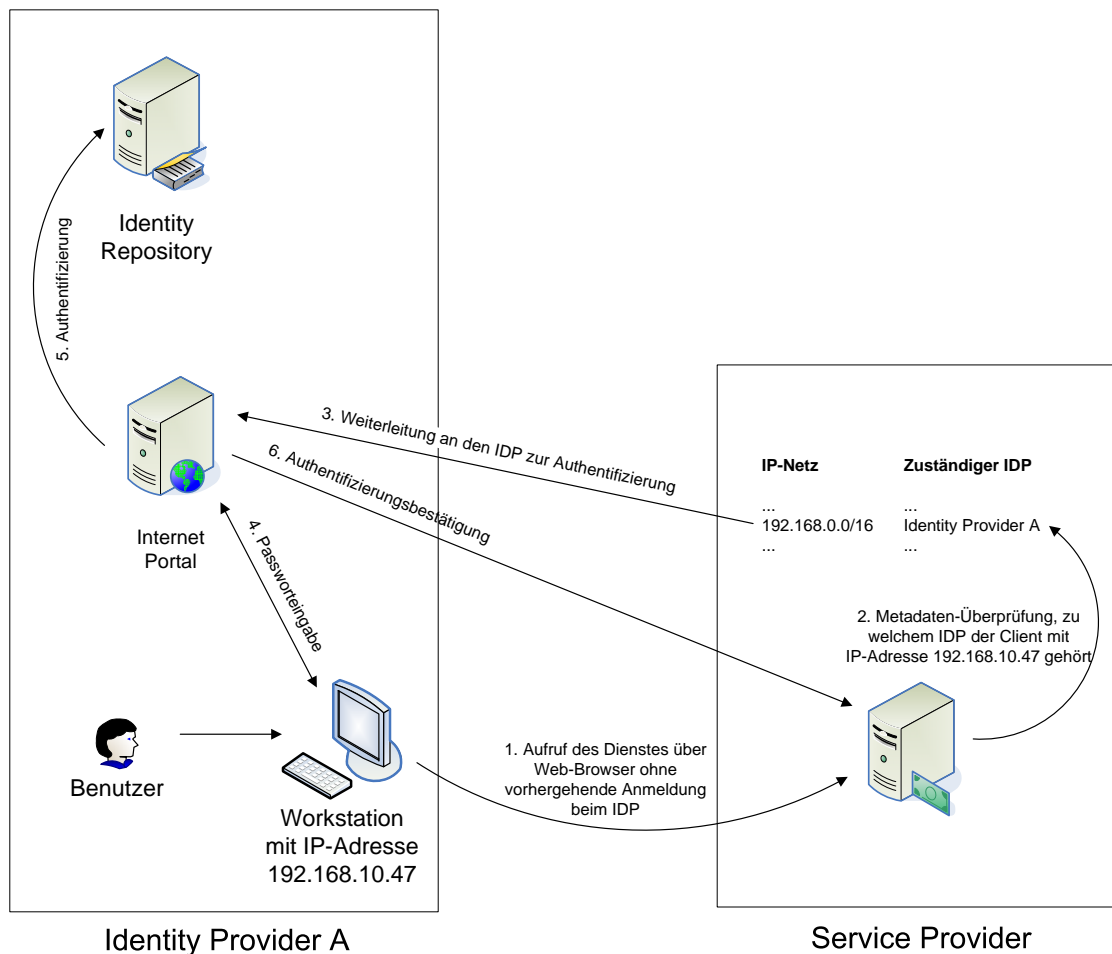 Identity
Repository
5. Authentifizierung
Internet
Portal
3. Weiterleitung an den IDP zur Authentifizierung
6. Authentifizierungsbestätigung
4. Passworteingabe
IP-Netz Zuständiger IDP
... ...
192.168.0.0/16 Identity Provider A
... ...
2. Metadaten-Überprüfung, zu
welchem IDP der Client mit
IP-Adresse 192.168.10.47 gehört
Benutzer
Workstation
mit IP-Adresse
192.168.10.47
1. Aufruf des Dienstes über
Web-Browser ohne
vorhergehende Anmeldung
beim IDP
Identity Provider A
Service Provider